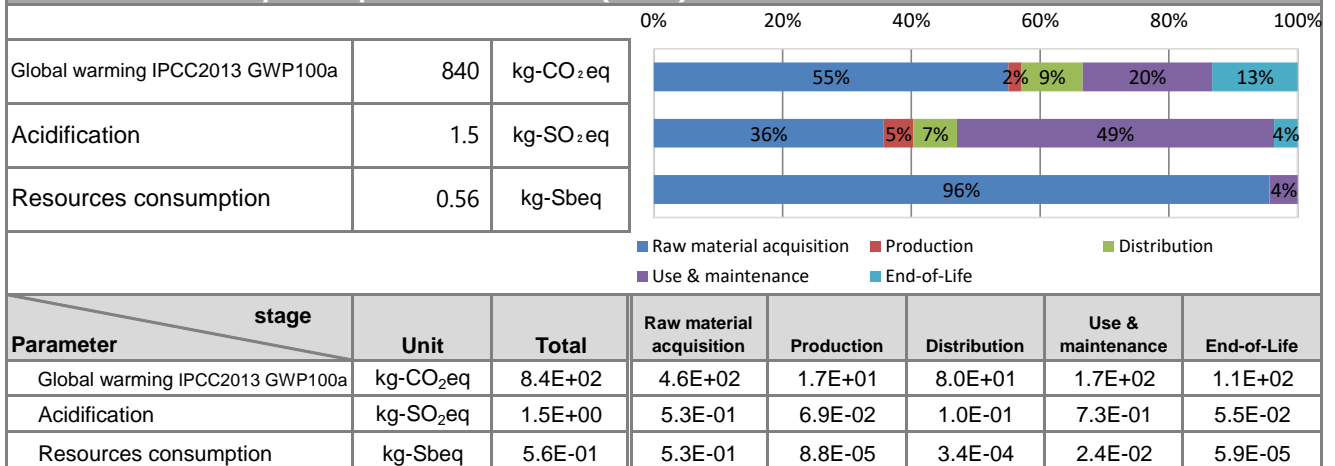 0% 20% 40% 60% 80% 100%
Global warming IPCC2013 GWP100a 840 kg-CO₂eq 55% 2% 9% 20% 13%
Acidification 1.5 kg-SO₂eq 36% 5% 7% 49% 4%
Resources consumption 0.56 kg-Sbeq 96% 4%
Raw material acquisition Production Distribution
Use & maintenance End-of-Life
stage
Parameter Unit Total Raw material acquisition Production Distribution Use & maintenance End-of-Life
Global warming IPCC2013 GWP100a kg-CO₂eq 8.4E+02 4.6E+02 1.7E+01 8.0E+01 1.7E+02 1.1E+02
Acidification kg-SO₂eq 1.5E+00 5.3E-01 6.9E-02 1.0E-01 7.3E-01 5.5E-02
Resources consumption kg-Sbeq 5.6E-01 5.3E-01 8.8E-05 3.4E-04 2.4E-02 5.9E-05